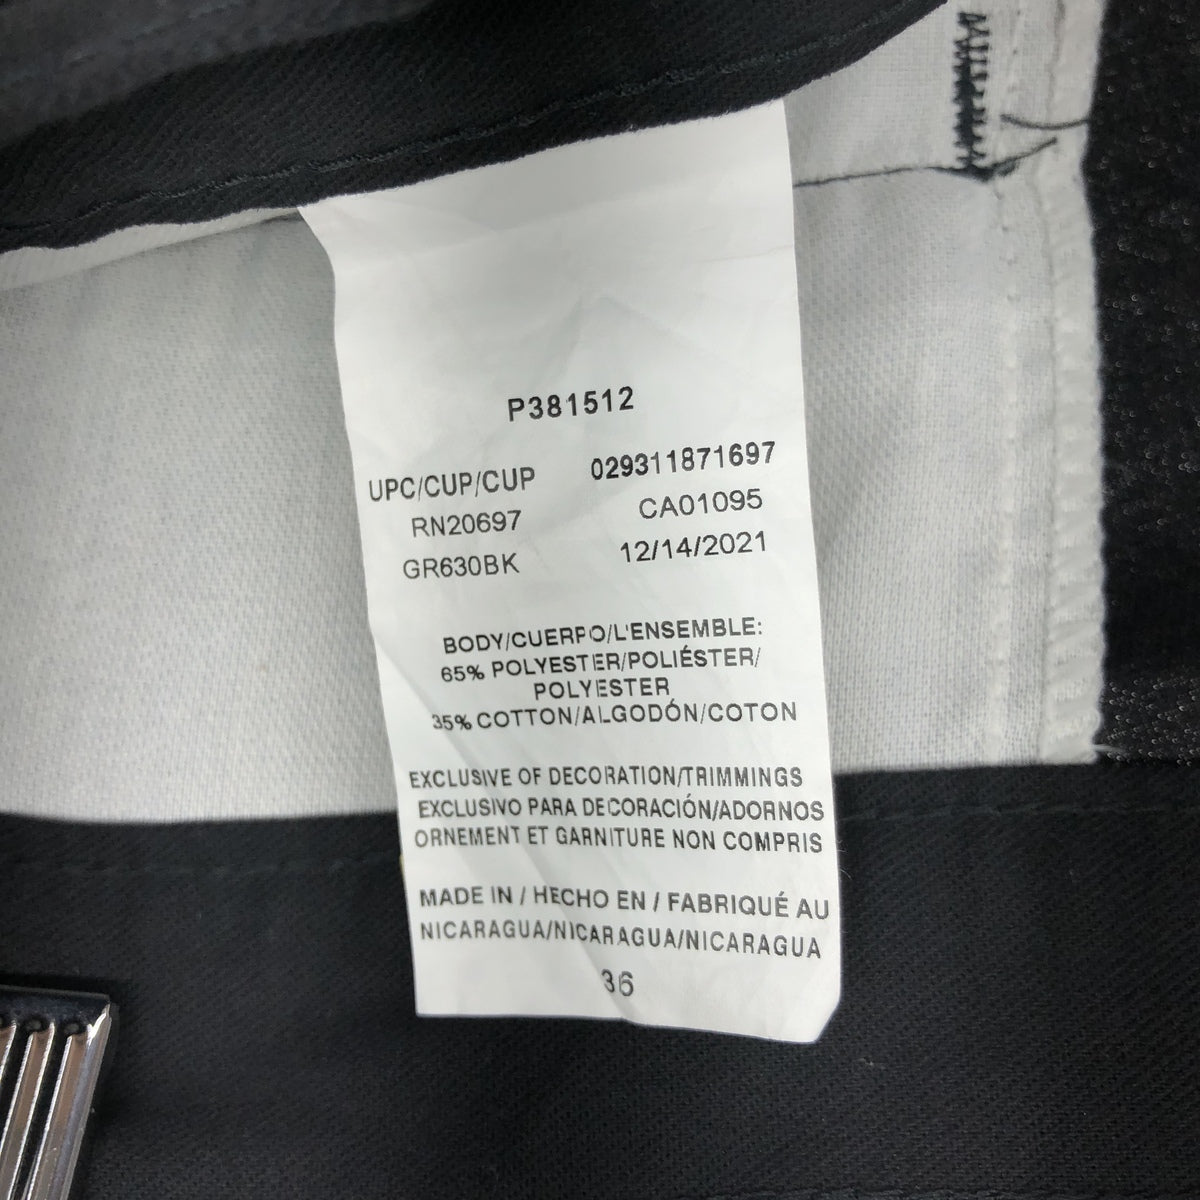 P381512
UPC/CUP/CUP 029311871697
RN20697 CA01095
GR630BK 12/14/2021
BODY/CUERPO/L'ENSEMBLE:
65% POLYESTER/POLIÉSTER/
POLYESTER
35% COTTON/ALGODÓN/COTON
EXCLUSIVE OF DECORATION/TRIMMINGS
EXCLUSIVO PARA DECORACIÓN/ADORNOS
ORNEMENT ET GARNITURE NON COMPRIS
MADE IN / HECHO EN / FABRIQUÉ AU
NICARAGUA/NICARAGUA/NICARAGUA
36